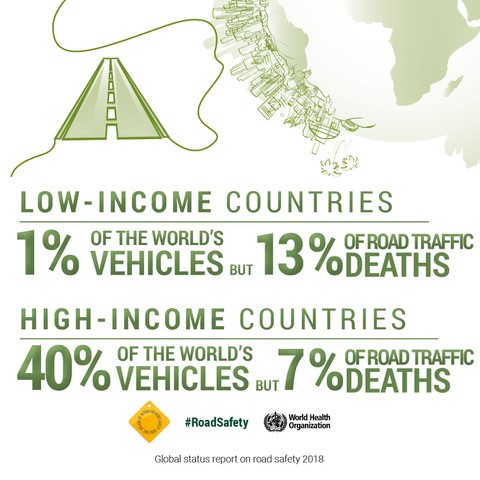 LOW-INCOME COUNTRIES
1% OF THE WORLD'S VEHICLES BUT 13% OF ROAD TRAFFIC DEATHS
HIGH-INCOME COUNTRIES
40% OF THE WORLD'S VEHICLES BUT 7% OF ROAD TRAFFIC DEATHS
#RoadSafety
World Health
Organization
Global status report on road safety 2018